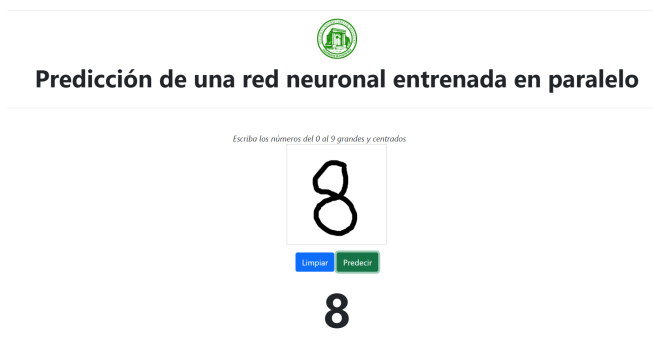 Predicción de una red neuronal entrenada en paralelo
Escriba los números del 0 al 9 grandes y centrados
8
Limpiar Predecir
8